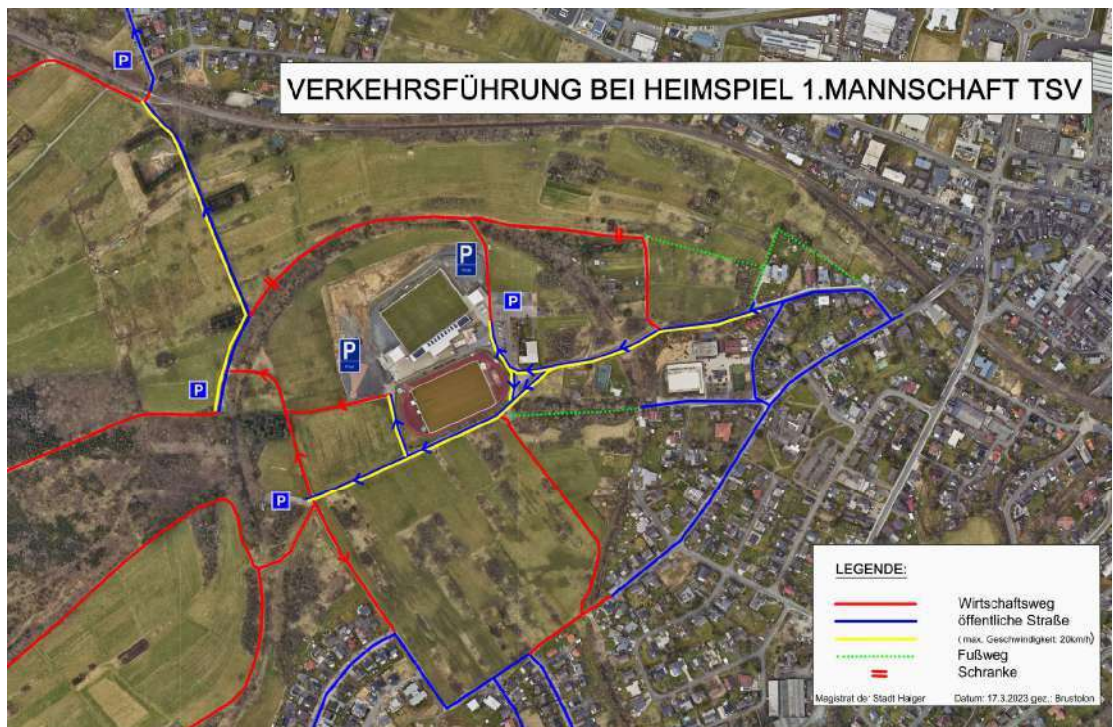 P
VERKEHRSFÜHRUNG BEI HEIMSPIEL 1.MANNSCHAFT TSV
P
P
P
P
P
LEGENDE:
Wirtschaftsweg
öffentliche Straße
( max. Geschwindigkeit: 20km/h)
Fußweg
Schranke
Magistrat der Stadt Haiger Datum: 17.3.2023 gez.: Brustolon